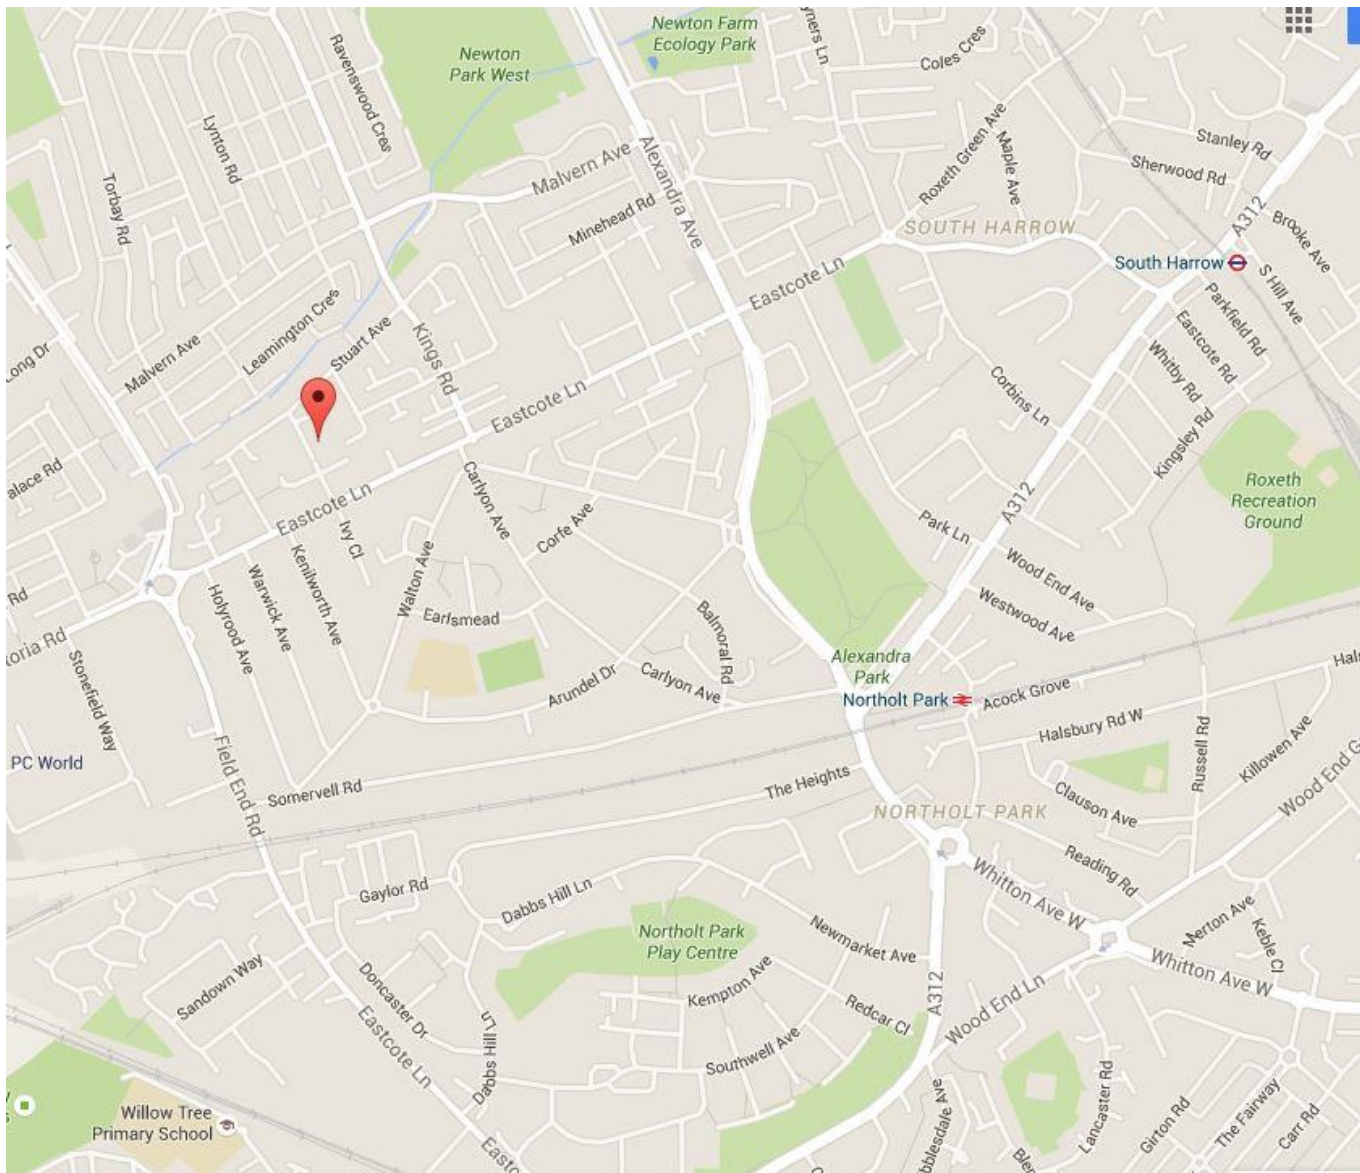 Newton Farm
Ecology Park
Newton
Park West
Coles Cres
Ravenswood Cres
Lynton Rd
Torbay Rd
Malvern Ave
Alexandra Ave
Minehead Rd
Roxeth Green Ave
Maple Ave
Stanley Rd
Sherwood Rd
A312
Brooke Ave
SOUTH HARROW
South Harrow
S Hill Ave
Parkfield Rd
Eastcote Rd
Whitby Rd
Kingsley Rd
Eastcote Ln
Corbins Ln
Leamington Cres
Stuart Ave
Kings Rd
Malvern Ave
Long Dr
Eastcote Ln
Eastcote Ln
Carlyon Ave
Corfe Ave
Ivy Cl
Kenilworth Ave
Warwick Ave
Holyrood Ave
Walton Ave
Earlsmead
Balmoral Rd
Arundel Dr
Carlyon Ave
Roxeth
Recreation
Ground
A312
Park Ln
Wood End Ave
Westwood Ave
Alexandra
Park
Northolt Park
Acock Grove
Halsbury Rd W
Russell Rd
Killowen Ave
Rd
Stonefield Way
PC World
Field End Rd
Somervell Rd
The Heights
NORTHOLT PARK
Clauson Ave
Reading Rd
Whitton Ave W
Merton Ave
Keble Cl
Whitton Ave W
Gaylor Rd
Dabbs Hill Ln
Northolt Park
Play Centre
Newmarket Ave
Kempton Ave
Redcar Cl
Southwell Ave
A312
Wood End Ln
Sandown Way
Doncaster Dr
Eastcote Ln
Dabbs Hill Ln
Willow Tree
Primary School
Lancaster Rd
Girton Rd
The Fairway
Carr Rd